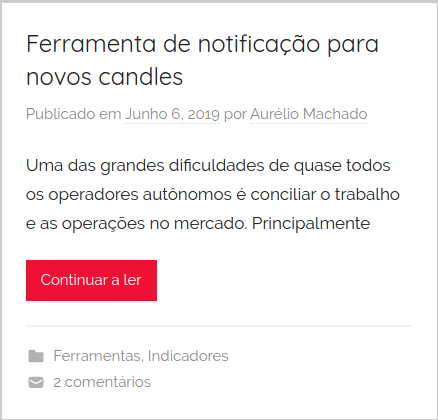 Ferramenta de notificação para
novos candles
Publicado em Junho 6, 2019 por Aurélio Machado
Uma das grandes dificuldades de quase todos
os operadores autônomos é conciliar o trabalho
e as operações no mercado. Principalmente
Continuar a ler
Ferramentas, Indicadores
2 comentários